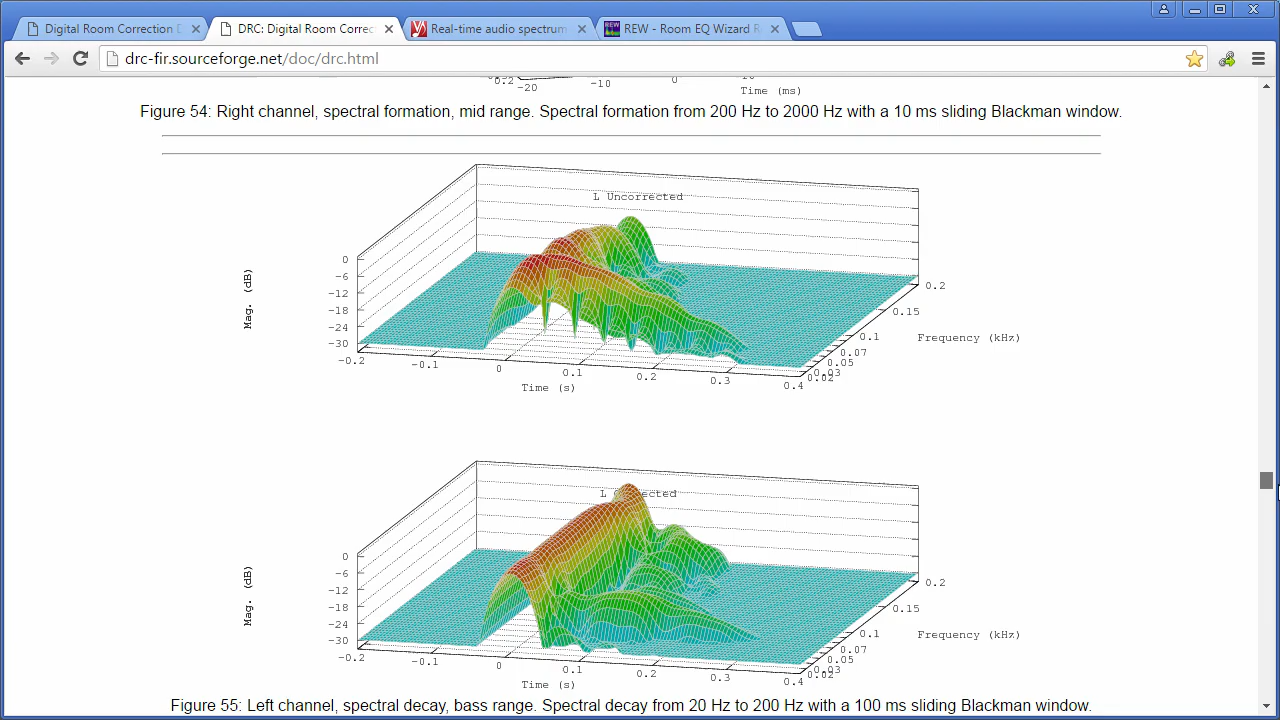 Digital Room Correction D
DRC: Digital Room Correc
Real-time audio spectrum
REW
REW - Room EQ Wizard R
drc-fir.sourceforge.net/doc/drc.html
0.2
-20
-10
0
10
Time (ms)
Figure 54: Right channel, spectral formation, mid range. Spectral formation from 200 Hz to 2000 Hz with a 10 ms sliding Blackman window.
L Uncorrected
0
-6
-12
-18
-24
-30
Mag. (dB)
-0.2
-0.1
0
0.1
0.2
0.3
0.4
Time (s)
0.2
0.15
0.1
0.07
0.05
0.03
0.02
Frequency (kHz)
L C ected
0
-6
-12
-18
-24
-30
Mag. (dB)
-0.2
-0.1
0
0.1
0.2
0.3
0.4
Time (s)
0.2
0.15
0.1
0.07
0.05
0.03
0.02
Frequency (kHz)
Figure 55: Left channel, spectral decay, bass range. Spectral decay from 20 Hz to 200 Hz with a 100 ms sliding Blackman window.